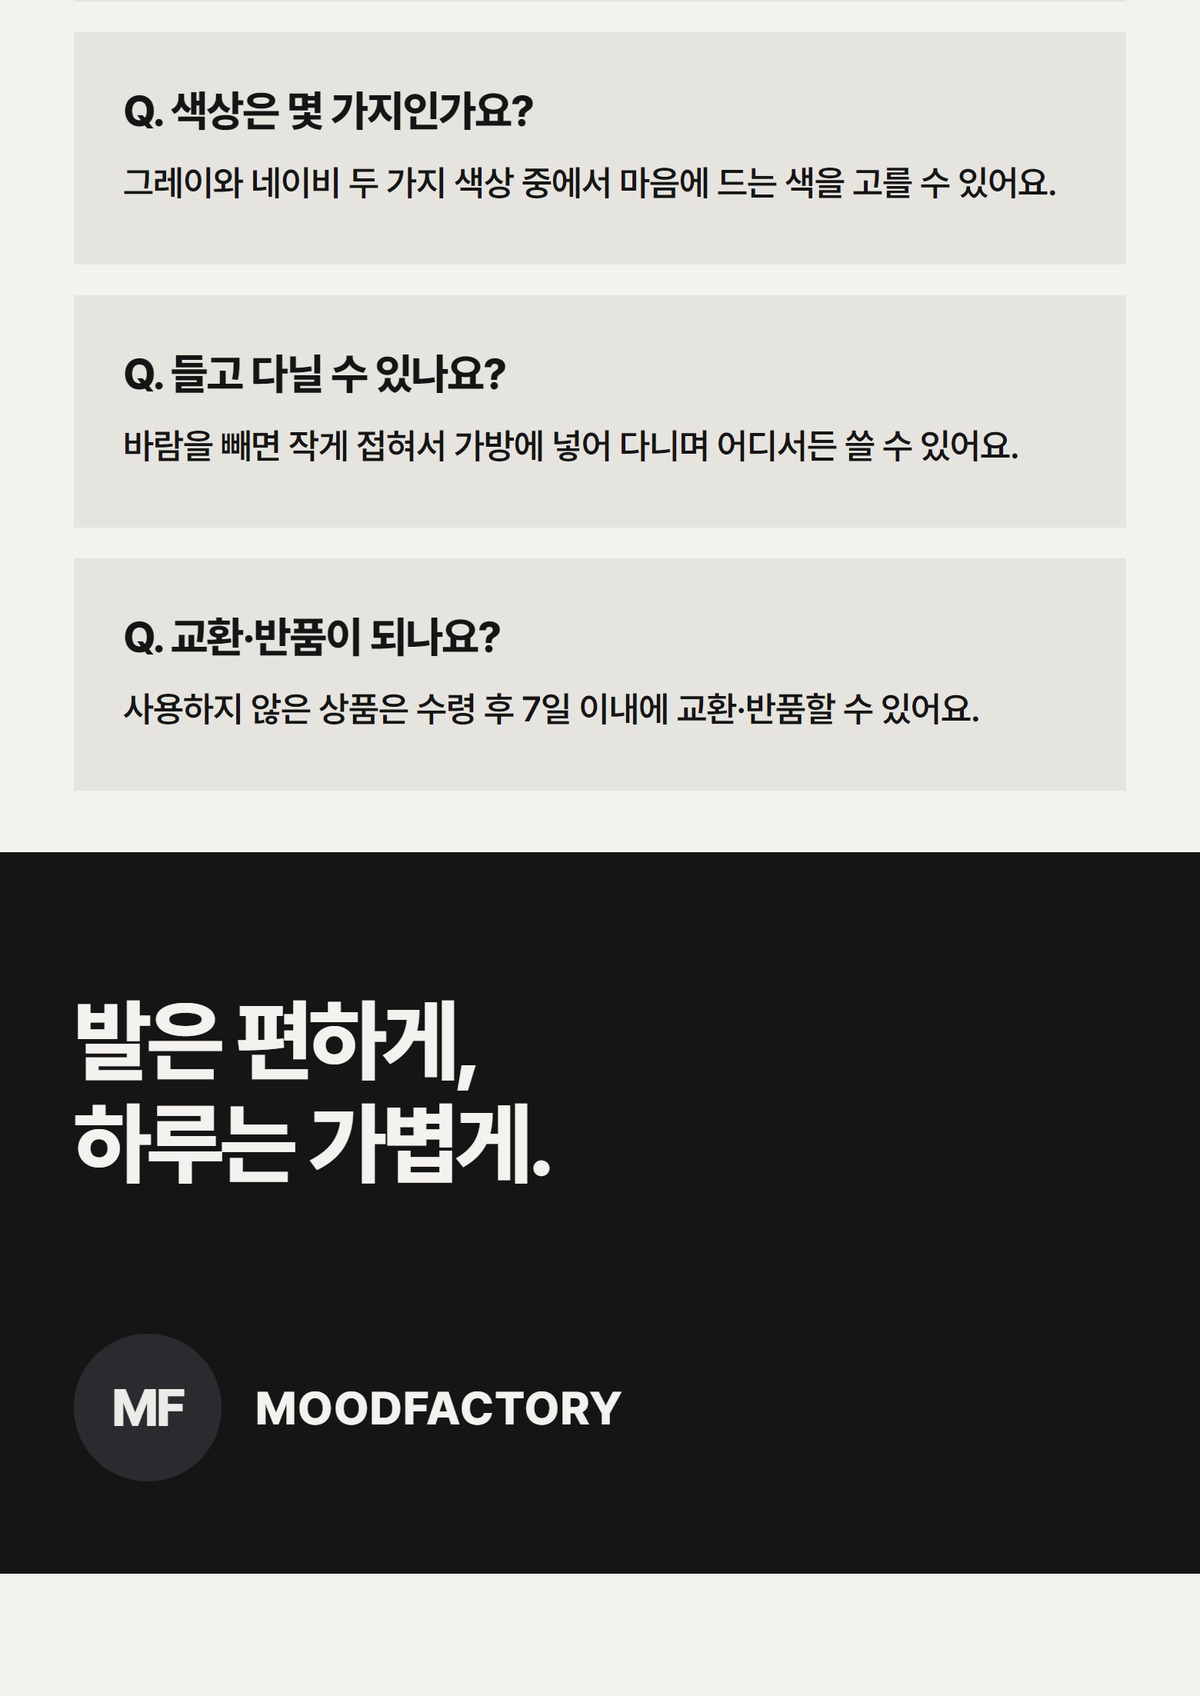 Q. 색상은 몇 가지인가요?
그레이와 네이비 두 가지 색상 중에서 마음에 드는 색을 고를 수 있어요.
Q. 들고 다닐 수 있나요?
바람을 빼면 작게 접혀서 가방에 넣어 다니며 어디서든 쓸 수 있어요.
Q. 교환·반품이 되나요?
사용하지 않은 상품은 수령 후 7일 이내에 교환·반품할 수 있어요.
발은 편하게,
하루는 가볍게.
MF MOODFACTORY